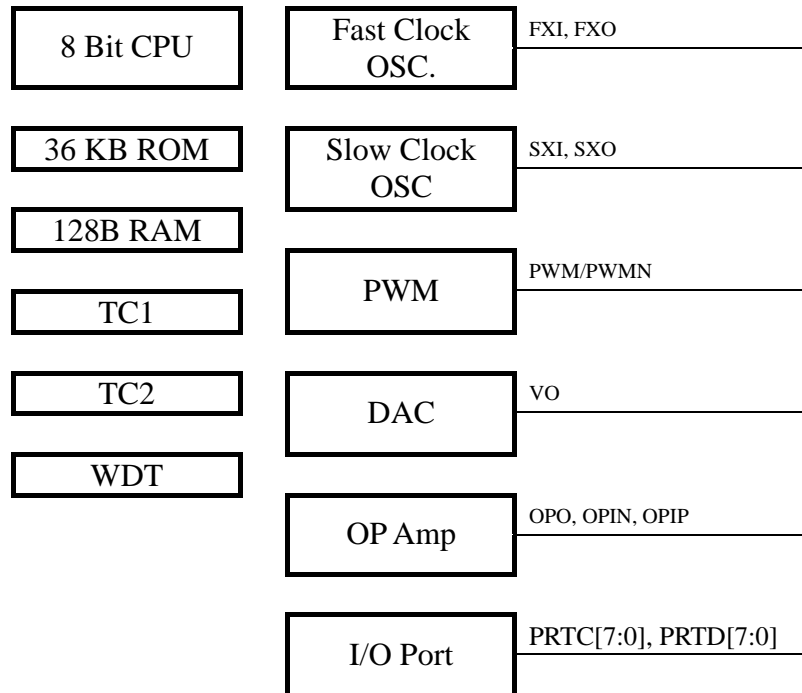 8 Bit CPU
36 KB ROM
128B RAM
TC1
TC2
WDT
Fast Clock
OSC.
FXI, FXO
Slow Clock
OSC
SXI, SXO
PWM
PWM/PWMN
DAC
VO
OP Amp
OPO, OPIN, OPIP
I/O Port
PRTC[7:0], PRTD[7:0]